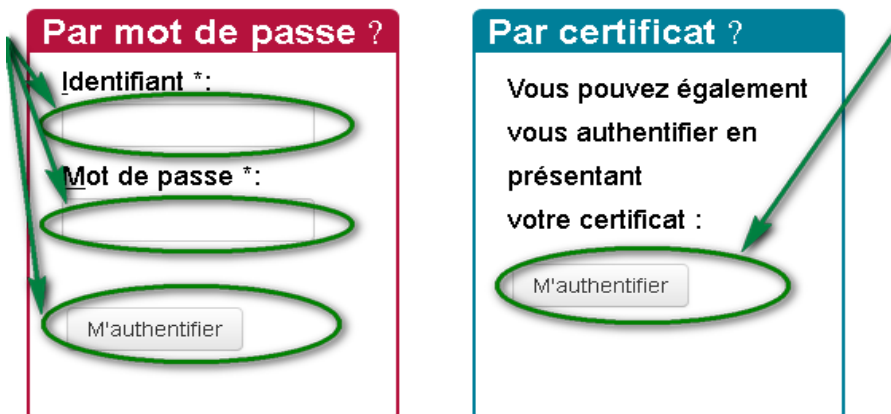 Par mot de passe ?
Identifiant *:
Mot de passe *:
M'authentifier
Par certificat ?
Vous pouvez également
vous authentifier en
présentant
votre certificat :
M'authentifier